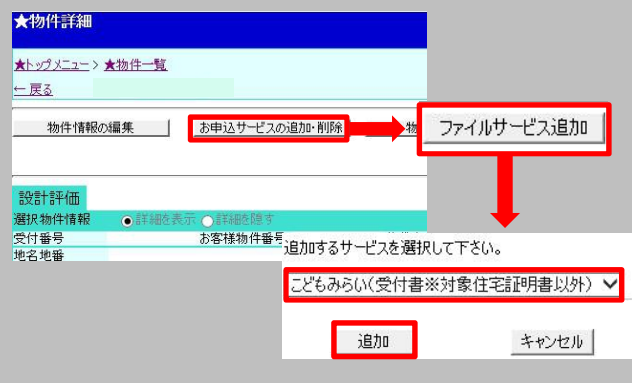 ★物件詳細
★トップメニュー > ★物件一覧
← 戻る
物件情報の編集
お申込サービスの追加・削除
物
ファイルサービス追加
設計評価
選択物件情報
詳細を表示
詳細を隠す
受付番号
お客様物件番号
地名地番
追加するサービスを選択して下さい。
こどもみらい(受付書※対象住宅証明書以外)
追加
キャンセル